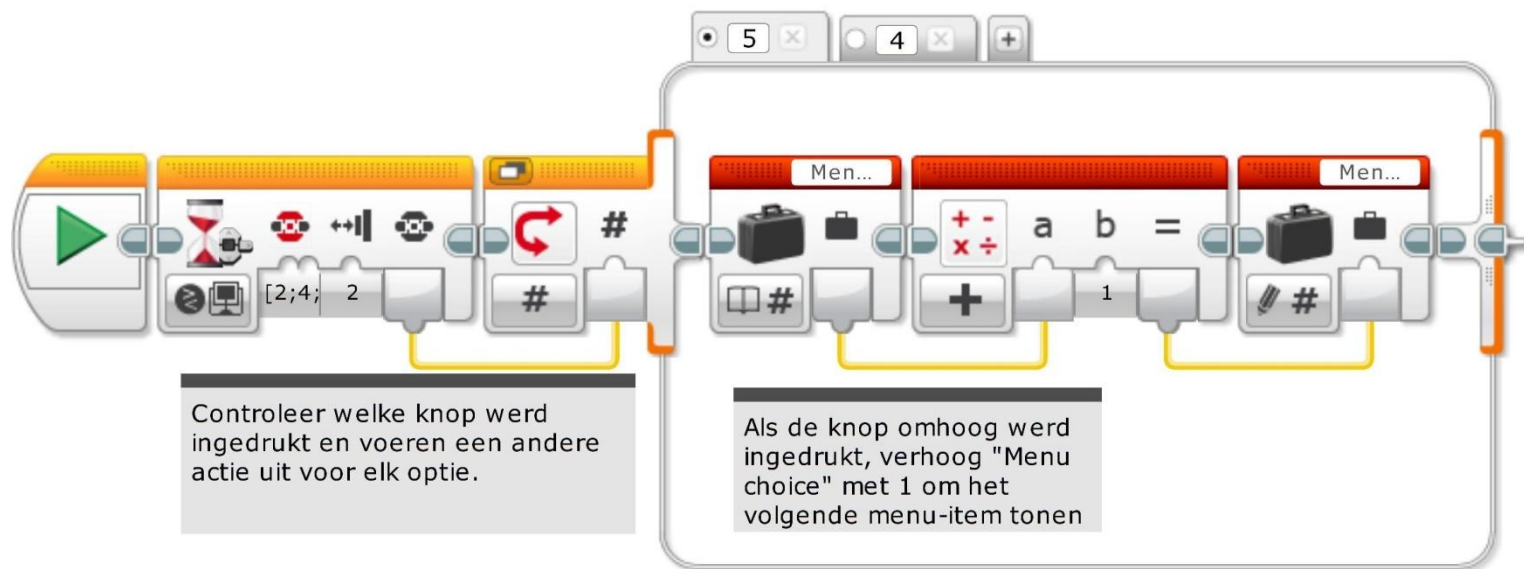 5
4
Men...
Men...
#
a
b
=
[2;4;
2
#
#
1
#
Controleer welke knop werd
ingedrukt en voeren een andere
actie uit voor elk optie.
Als de knop omhoog werd
ingedrukt, verhoog "Menu
choice" met 1 om het
volgende menu-item tonen